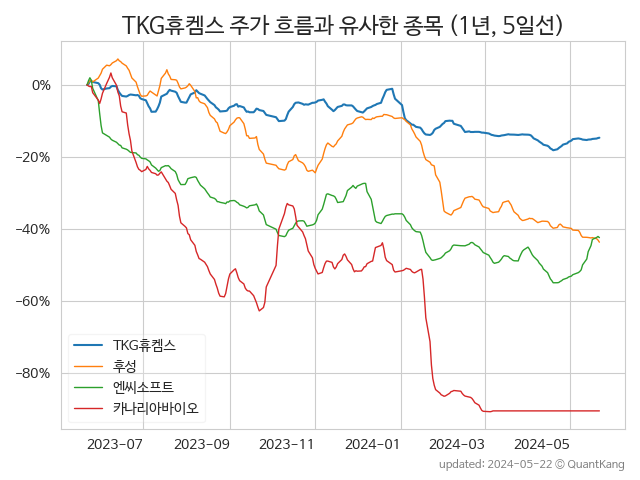 TKG휴켐스 주가 흐름과 유사한 종목 (1년, 5일선)
0%
−20%
−40%
−60%
−80%
TKG휴켐스
후성
엔씨소프트
카나리아바이오
2023-07 2023-09 2023-11 2024-01 2024-03 2024-05
updated: 2024-05-22 © QuantKang